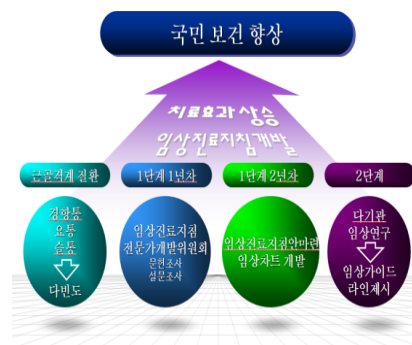 국민 보건 향상
치료효과 상승
임상진료지침개발
근골격계 질환
1단계 1년차
1단계 2년차
2단계
경항통
요통
슬통
다빈도
임상진료지침
전문가개발위원회
문헌조사
설문조사
임상진료지침안마련
임상차트 개발
다기관
임상연구
임상가이드
라인제시